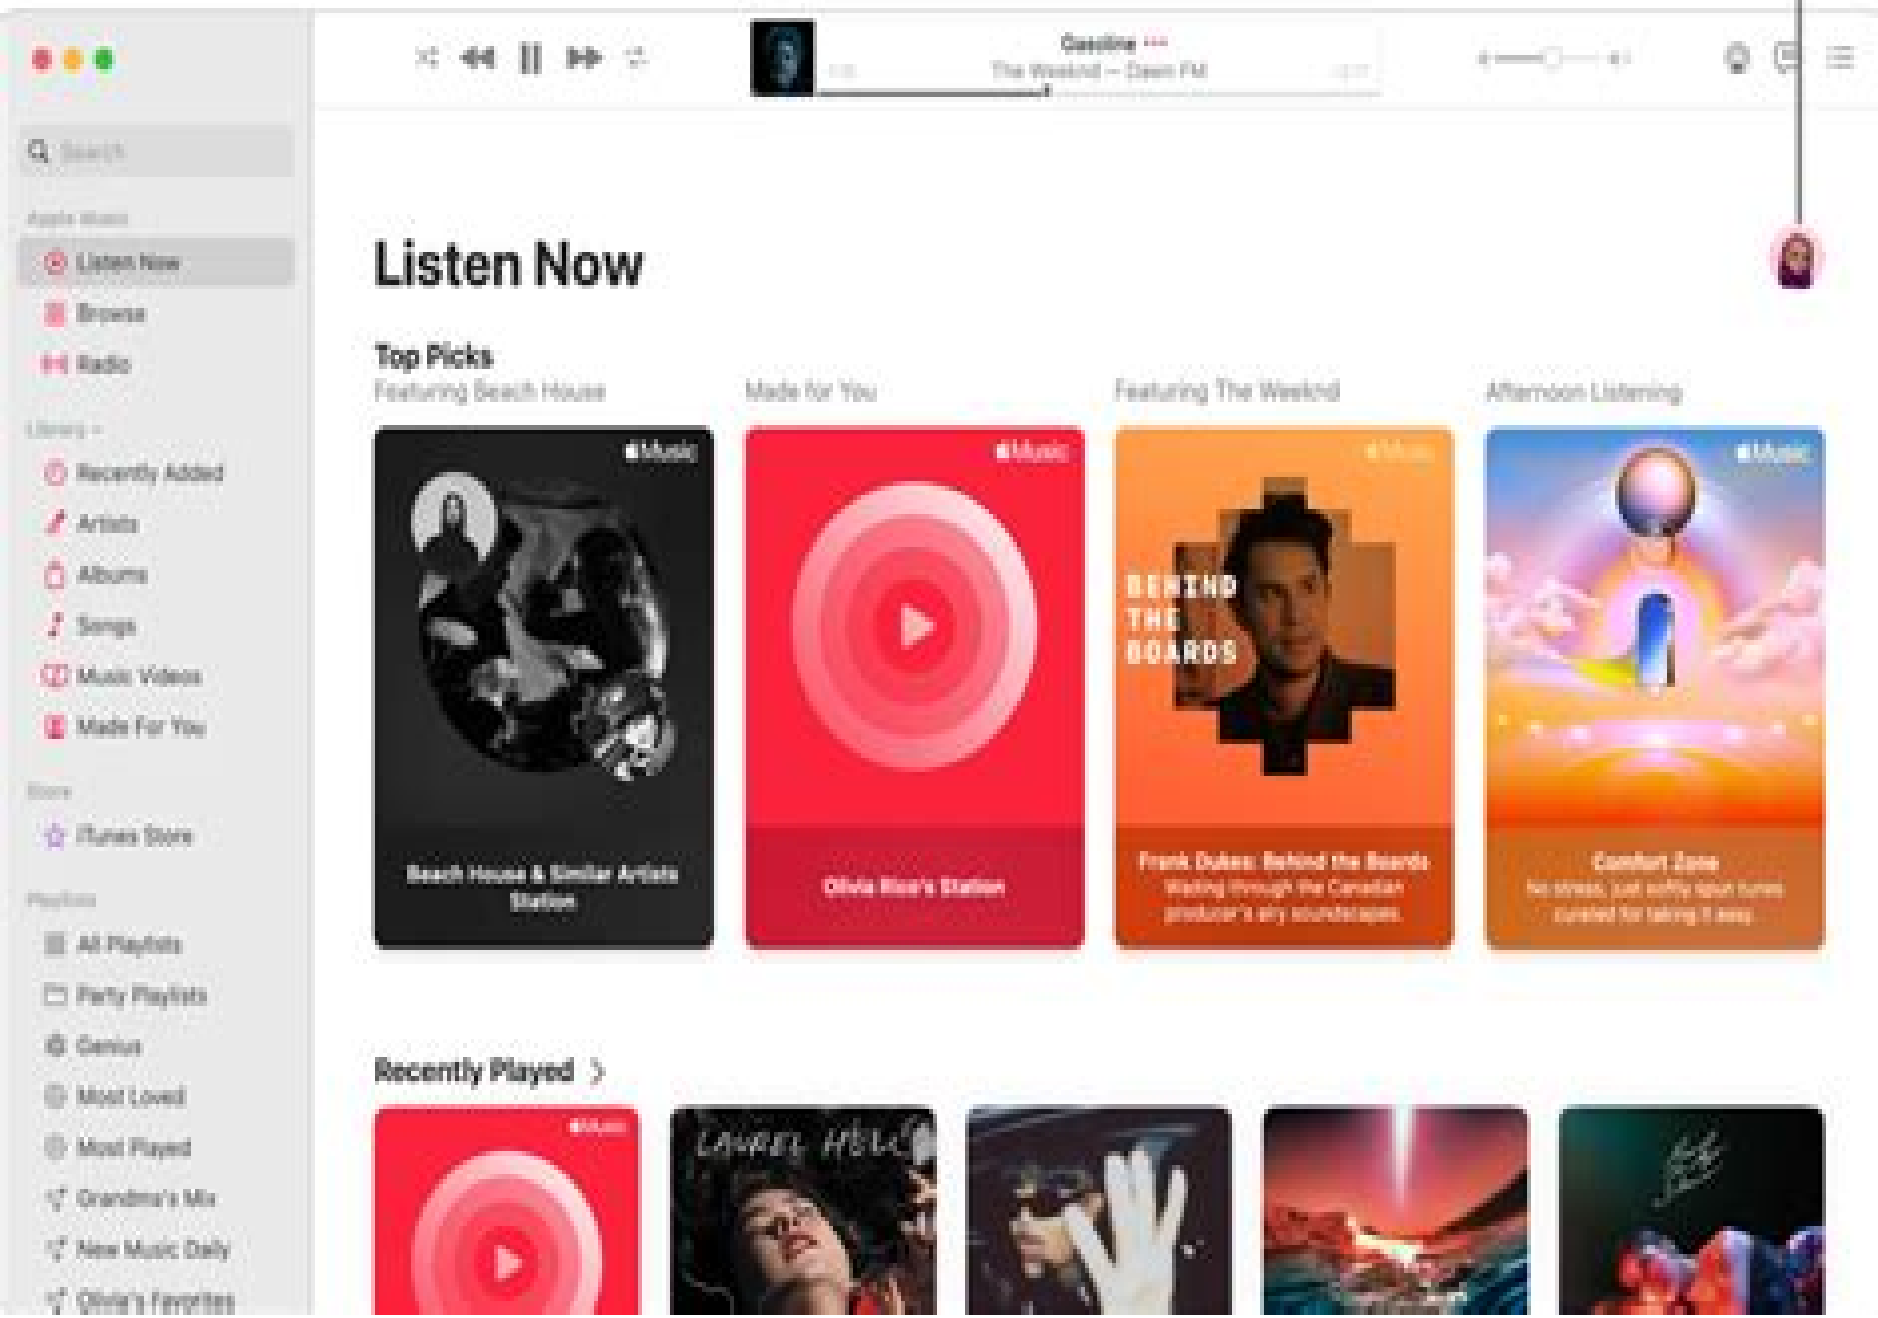 Gasoline
The Weeknd — Dawn FM
Search
Apple Music
Listen Now
Browse
Radio
Library
Recently Added
Artists
Albums
Songs
Music Videos
Made For You
Store
iTunes Store
Playlists
All Playlists
Party Playlists
Genius
Most Loved
Most Played
Grandma's Mix
New Music Daily
Olivia's Favorites
Listen Now
Top Picks
Featuring Beach House
Made for You
Featuring The Weeknd
Afternoon Listening
Music
Music
Music
Music
BEHIND
THE
BOARDS
Beach House & Similar Artists
Station
Olivia Rico's Station
Frank Dukes: Behind the Boards
Wading through the Canadian
producer's airy soundscapes.
Comfort Zone
No stress, just softly spun tunes
curated for taking it easy.
Recently Played
Music
LAUREL HELL